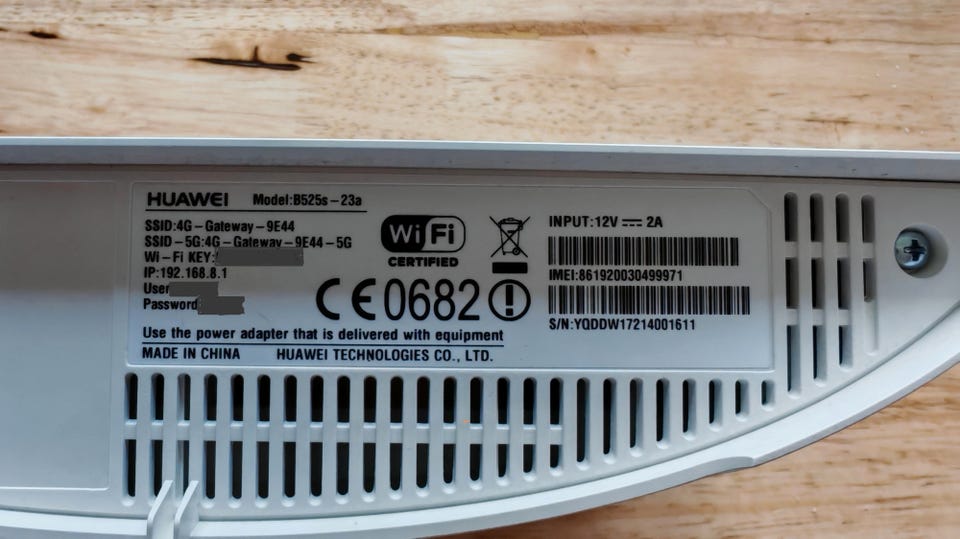 HUAWEI Model:B525s-23a
SSID:4G-Gateway-9E44
SSID-5G:4G-Gateway-9E44-5G
Wi-Fi KEY:
IP:192.168.8.1
User
Password
Wi Fi
CERTIFIED
CE0682
Use the power adapter that is delivered with equipment
MADE IN CHINA HUAWEI TECHNOLOGIES CO., LTD.
INPUT:12V ⎓ 2A
IMEI:861920030499971
S/N:YQDDW17214001611